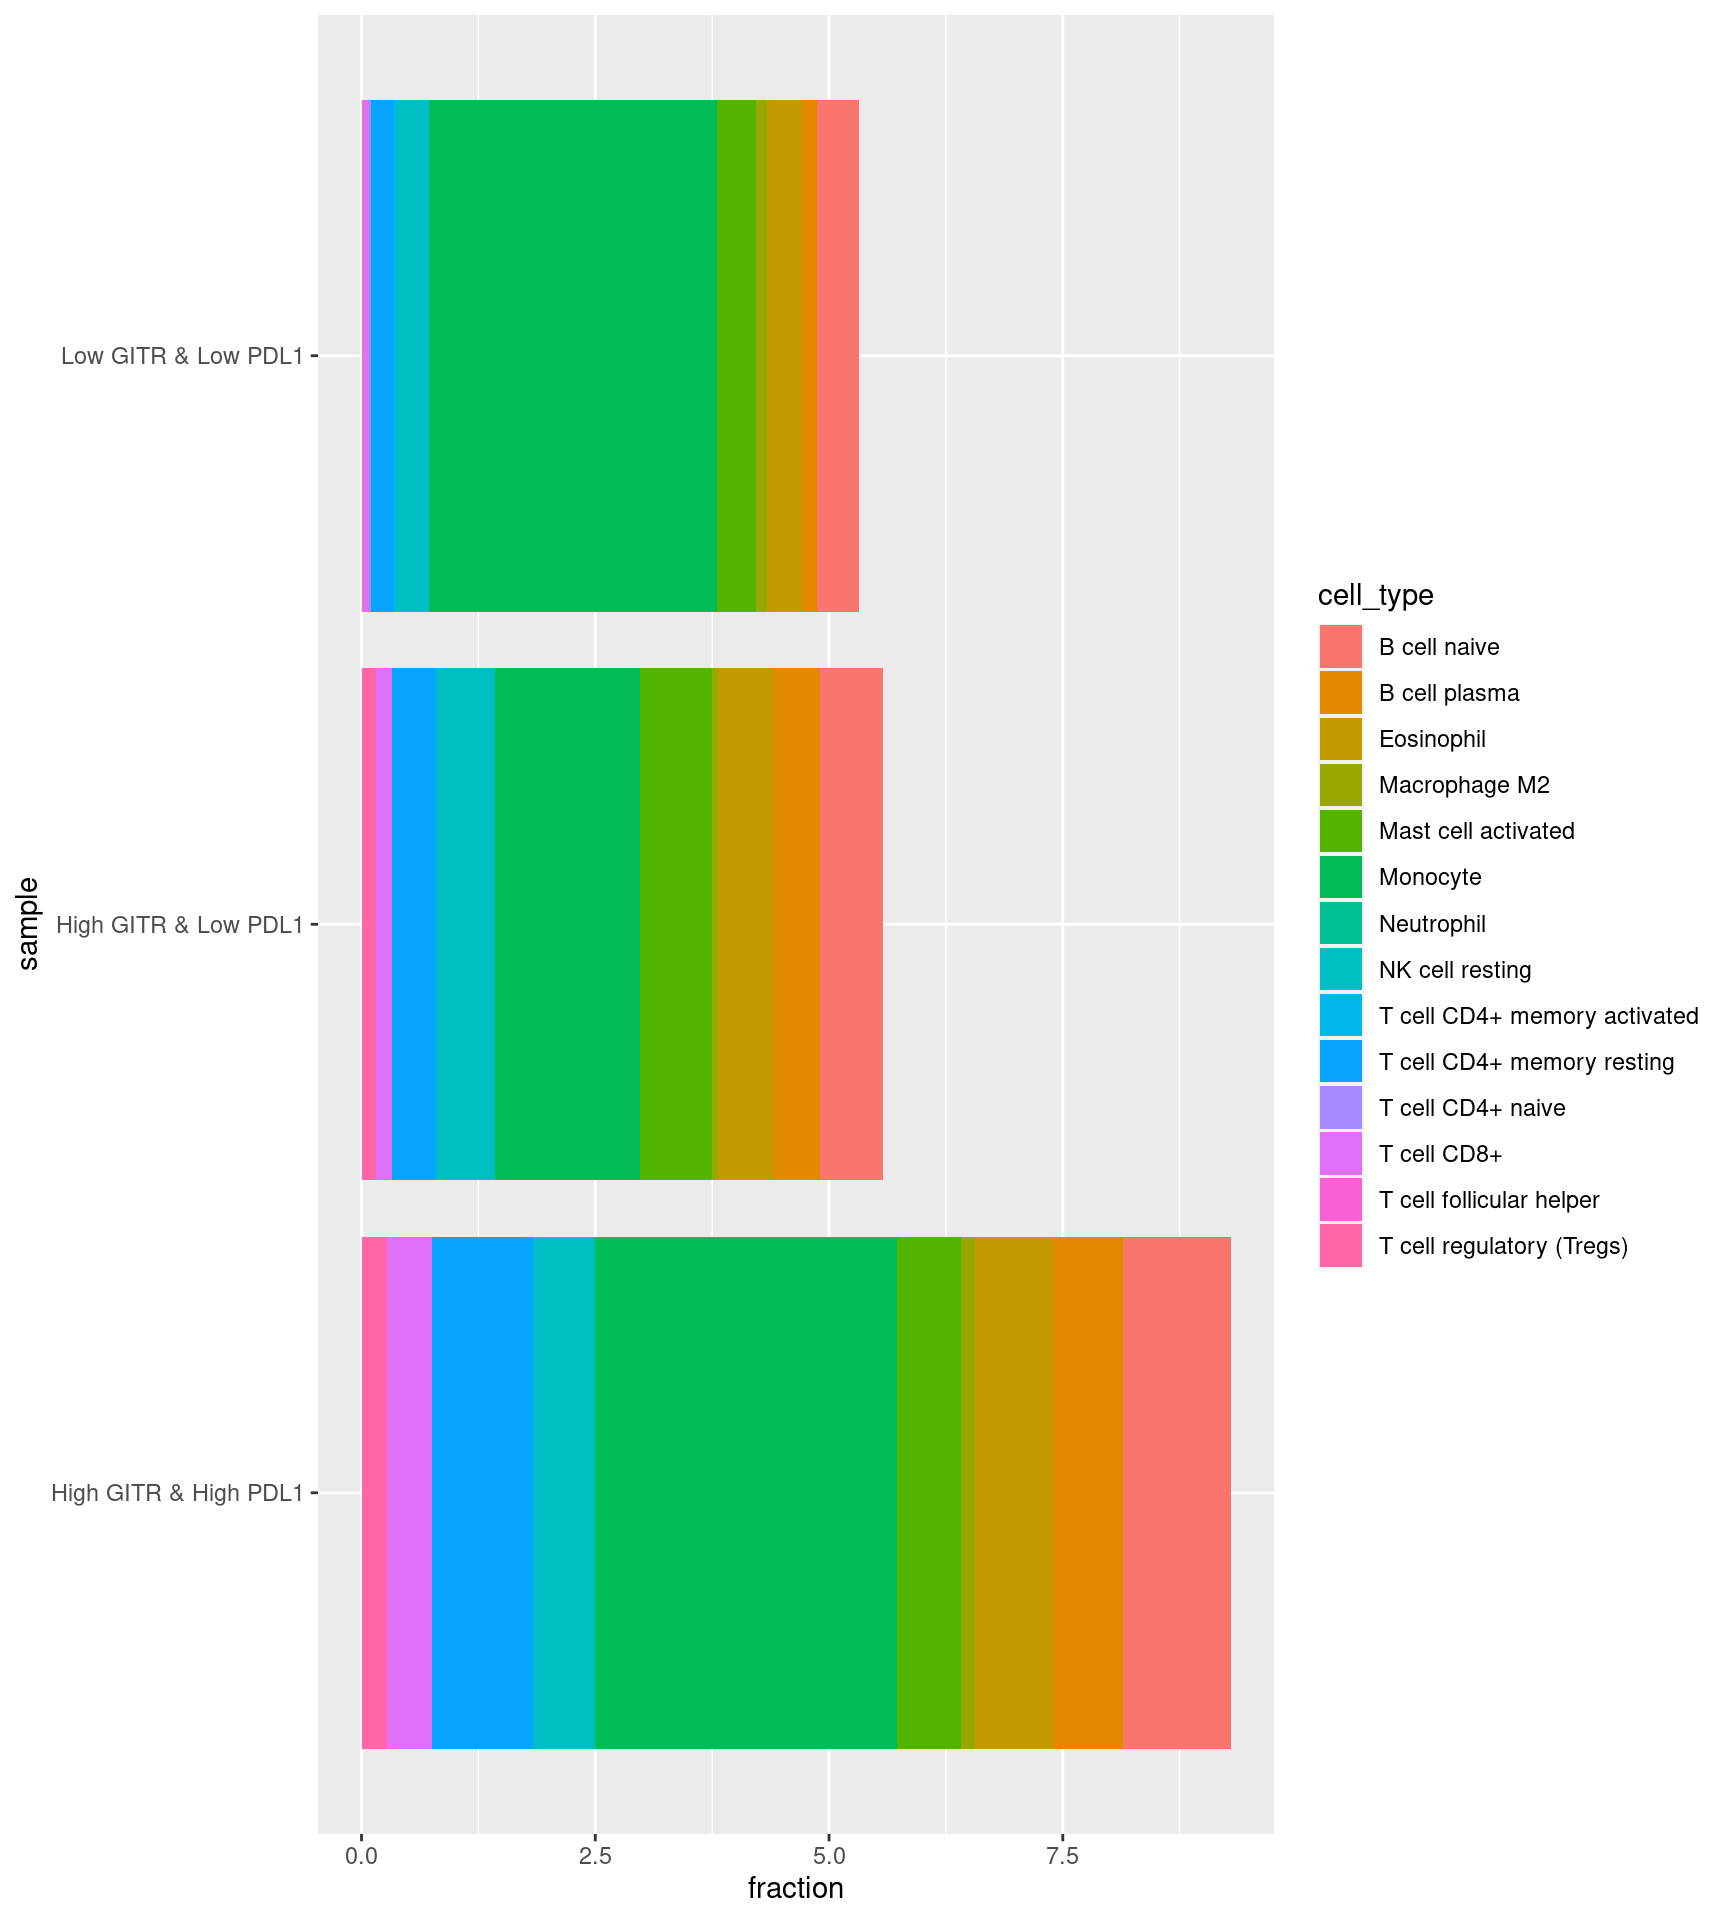 Low GITR & Low PDL1
High GITR & Low PDL1
High GITR & High PDL1
sample
0.0
2.5
5.0
7.5
fraction
cell_type
B cell naive
B cell plasma
Eosinophil
Macrophage M2
Mast cell activated
Monocyte
Neutrophil
NK cell resting
T cell CD4+ memory activated
T cell CD4+ memory resting
T cell CD4+ naive
T cell CD8+
T cell follicular helper
T cell regulatory (Tregs)